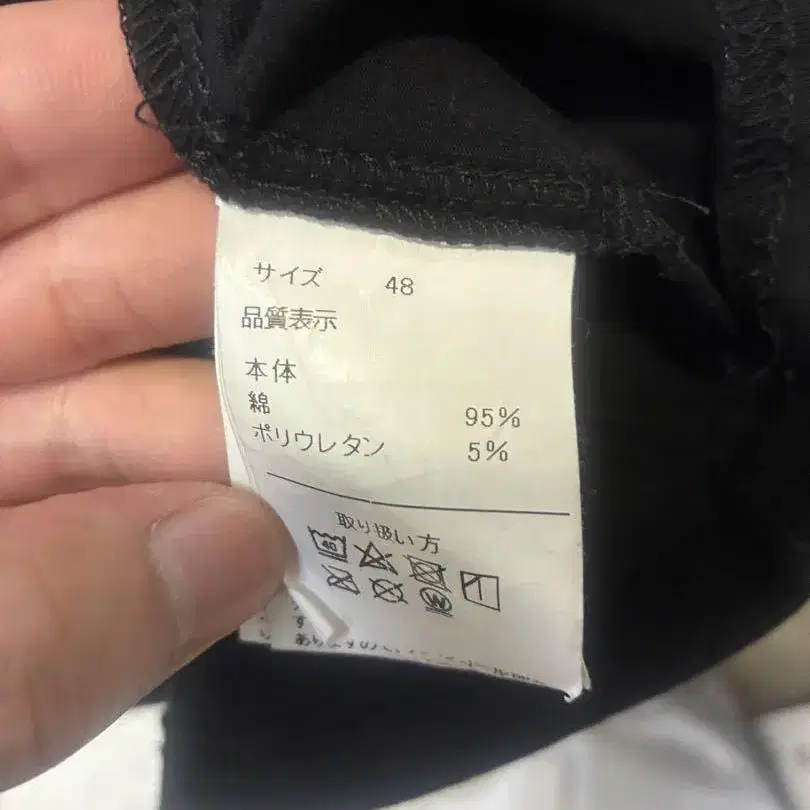 サイズ 48
品質表示
本体
綿 95%
ポリウレタン 5%
取り扱い方
40
W